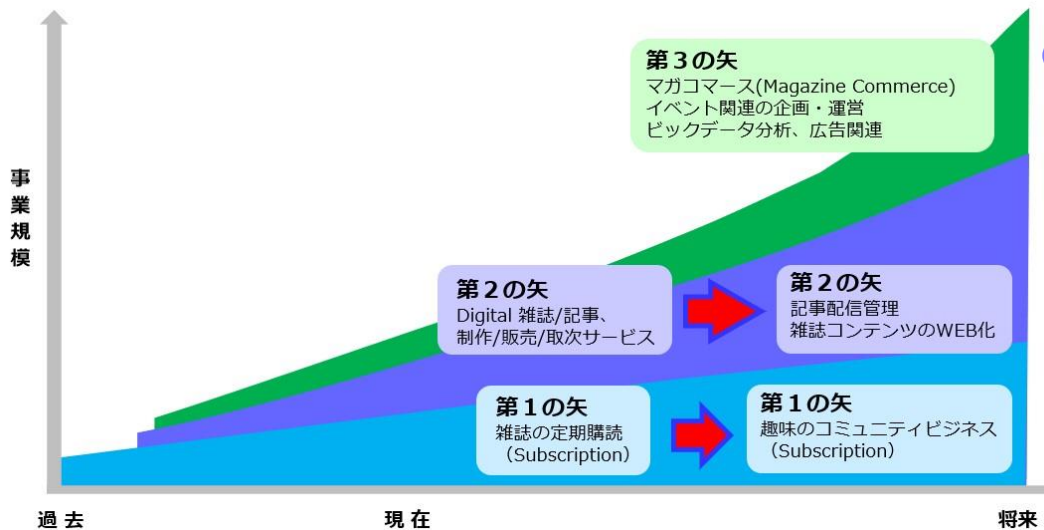 第３の矢
マガコマース(Magazine Commerce)
イベント関連の企画・運営
ビックデータ分析、広告関連
事業規模
第２の矢
Digital 雑誌/記事、
制作/販売/取次サービス
第２の矢
記事配信管理
雑誌コンテンツのWEB化
第１の矢
雑誌の定期購読
（Subscription）
第１の矢
趣味のコミュニティビジネス
（Subscription）
過 去
現 在
将来